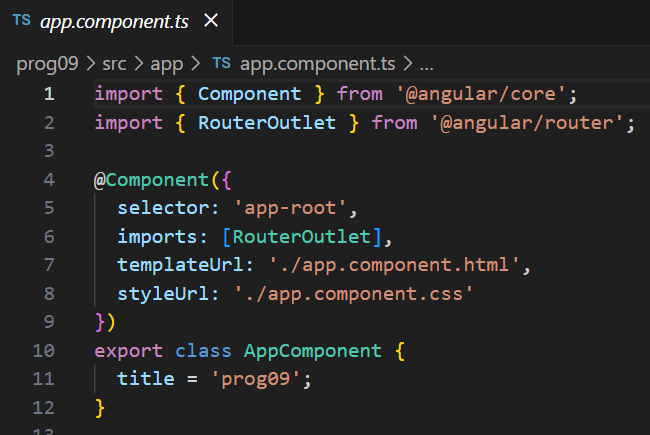 TS app.component.ts ×
prog09 > src > app > TS app.component.ts > ...
1 import { Component } from '@angular/core';
2 import { RouterOutlet } from '@angular/router';
3
4 @Component({
5   selector: 'app-root',
6   imports: [RouterOutlet],
7   templateUrl: './app.component.html',
8   styleUrl: './app.component.css'
9 })
10 export class AppComponent {
11   title = 'prog09';
12 }
13